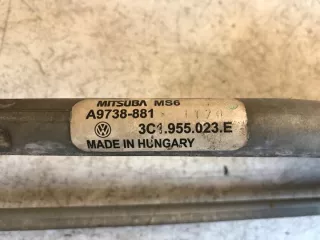 MITSUBA MS6
A9738-881
3C1.955.023.E
MADE IN HUNGARY